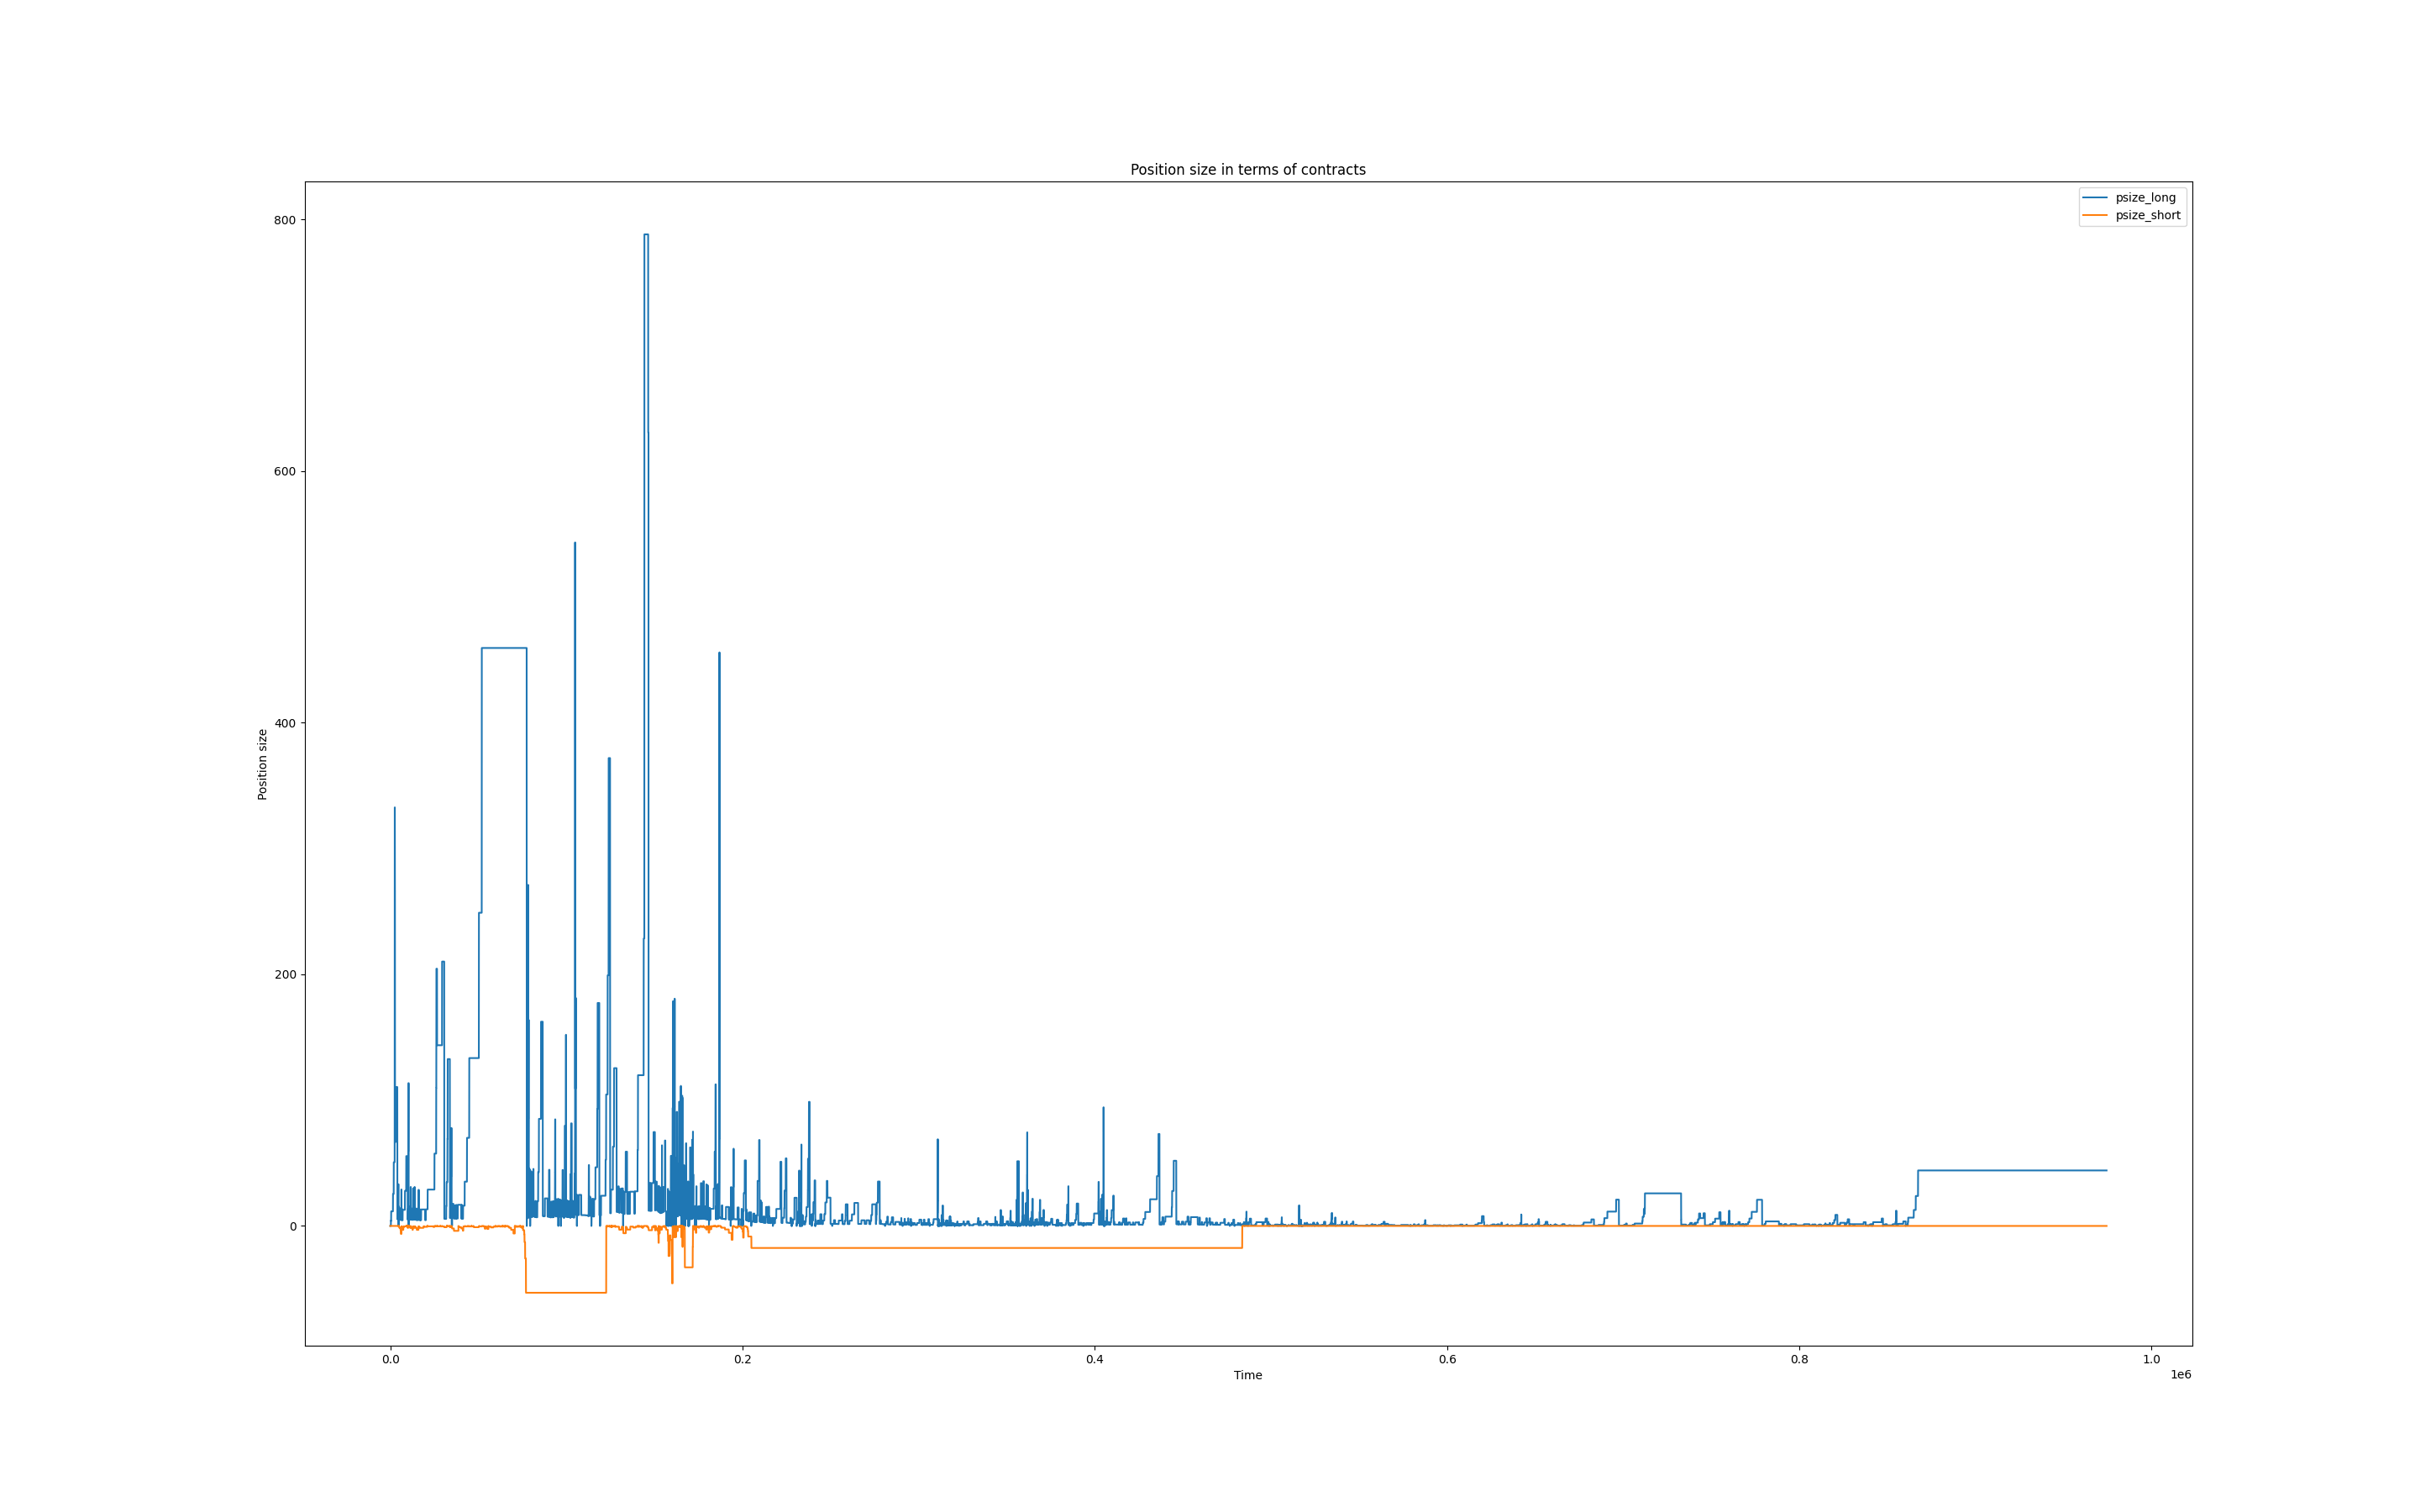 Position size in terms of contracts
psize_long
psize_short
800
600
400
200
0
Position size
0.0 0.2 0.4 0.6 0.8 1.0
Time
1e6